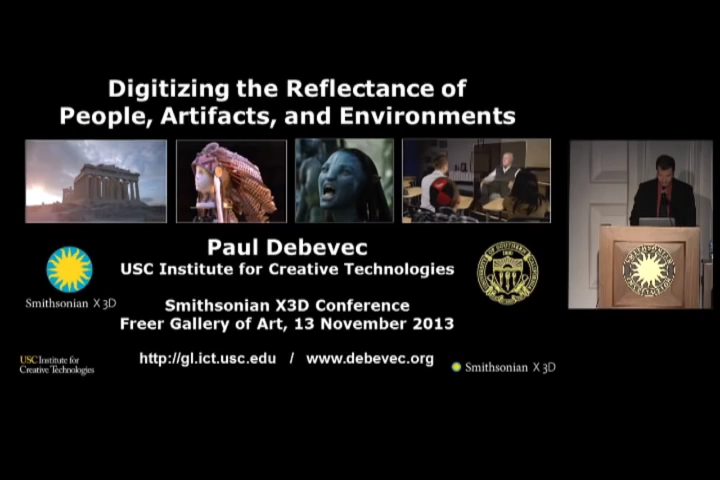 Digitizing the Reflectance of
People, Artifacts, and Environments
Paul Debevec
USC Institute for Creative Technologies
Smithsonian X 3D
Smithsonian X3D Conference
Freer Gallery of Art, 13 November 2013
http://gl.ict.usc.edu / www.debevec.org
USC Institute for
Creative Technologies
Smithsonian X 3D